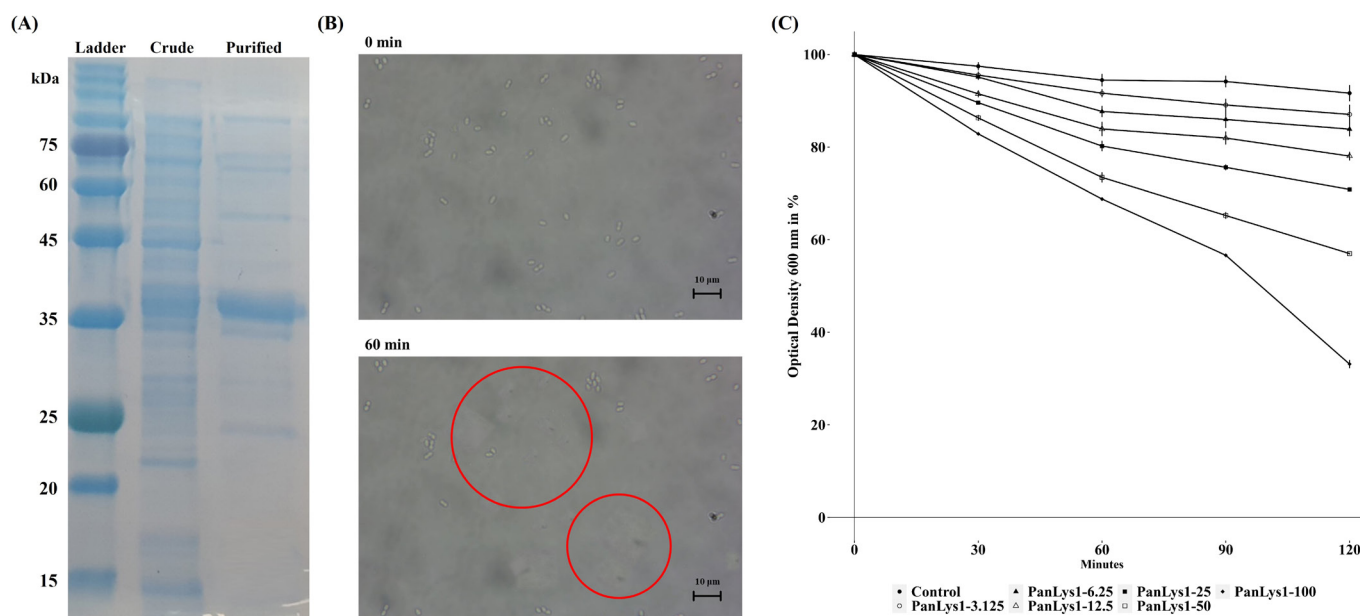 (A)
Ladder Crude Purified
kDa
75
60
45
35
25
20
15
(B)
0 min
10 µm
60 min
10 µm
(C)
Optical Density 600 nm in %
100
80
60
40
20
0
0 30 60 90 120
Minutes
Control PanLys1-6.25 PanLys1-25 PanLys1-100
PanLys1-3.125 PanLys1-12.5 PanLys1-50